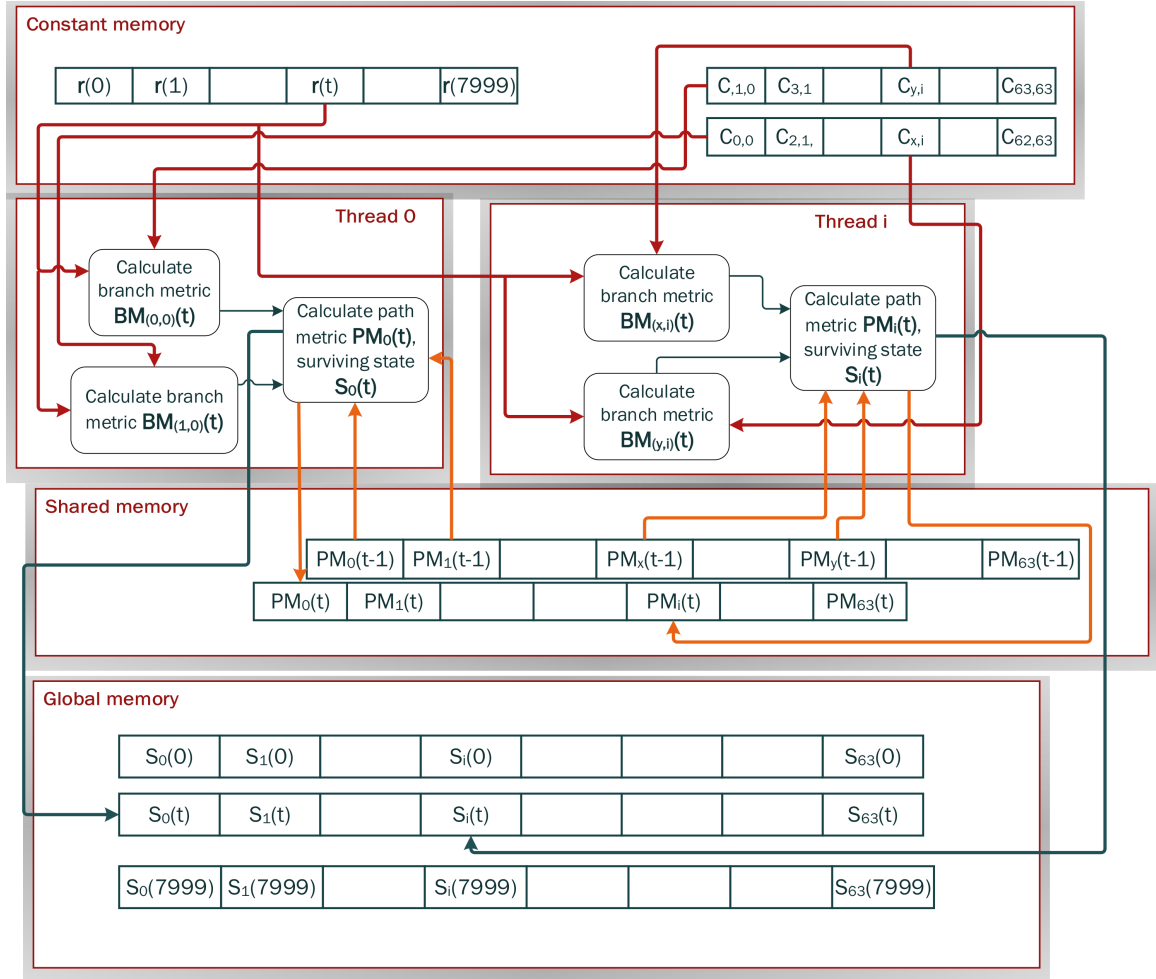 Constant memory
r(0) r(1) r(t) r(7999)
C,1,0 C3,1 Cy,i C63,63
C0,0 C2,1, Cx,i C62,63
Thread 0
Calculate
branch metric
BM(0,0)(t)
Calculate branch
metric BM(1,0)(t)
Calculate path
metric PM0(t),
surviving state
S0(t)
Thread i
Calculate
branch metric
BM(x,i)(t)
Calculate
branch metric
BM(y,i)(t)
Calculate path
metric PMi(t),
surviving state
Si(t)
Shared memory
PM0(t-1) PM1(t-1) PMx(t-1) PMy(t-1) PM63(t-1)
PM0(t) PM1(t) PMi(t) PM63(t)
Global memory
S0(0) S1(0) Si(0) S63(0)
S0(t) S1(t) Si(t) S63(t)
S0(7999) S1(7999) Si(7999) S63(7999)